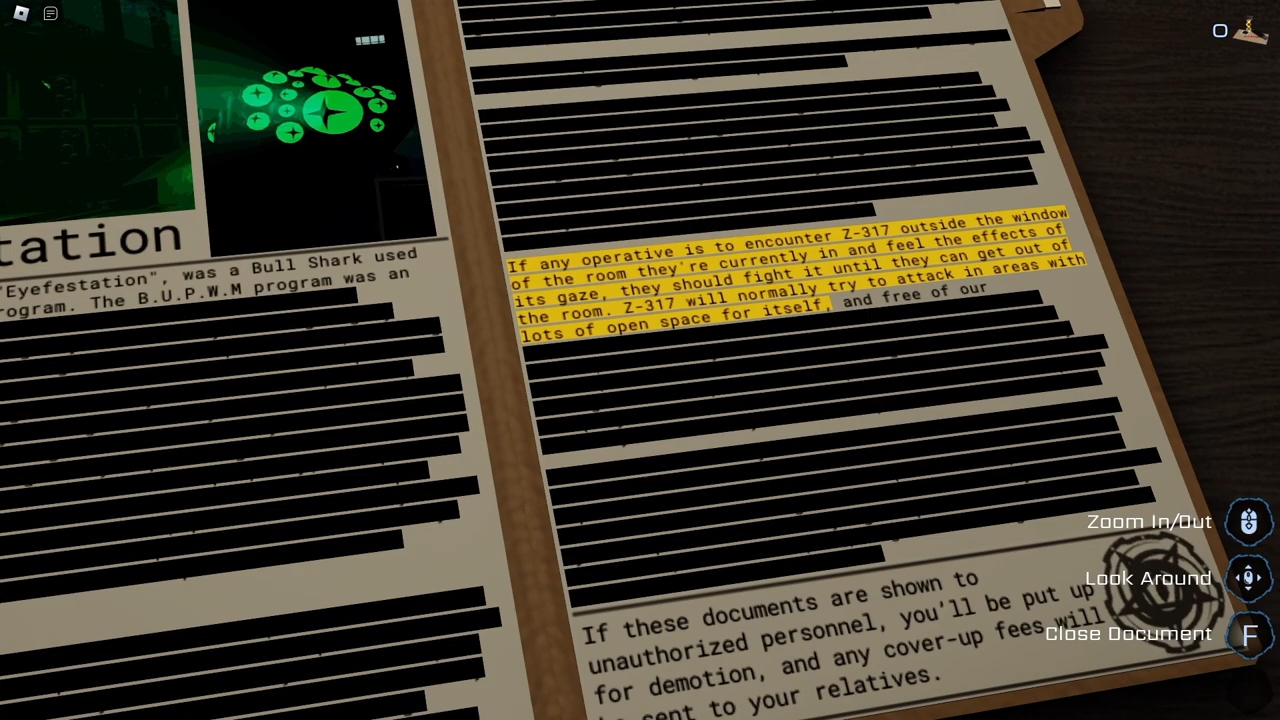 tation
"Eyefestation", was a Bull Shark used
rogram. The B.U.P.W.M program was an
If any operative is to encounter Z-317 outside the window
of the room they're currently in and feel the effects of
its gaze, they should fight it until they can get out of
the room. Z-317 will normally try to attack in areas with
lots of open space for itself, and free of our
If these documents are shown to
unauthorized personnel, you'll be put up
for demotion, and any cover-up fees will
sent to your relatives.
Zoom In/Out
Look Around
Close Document
F